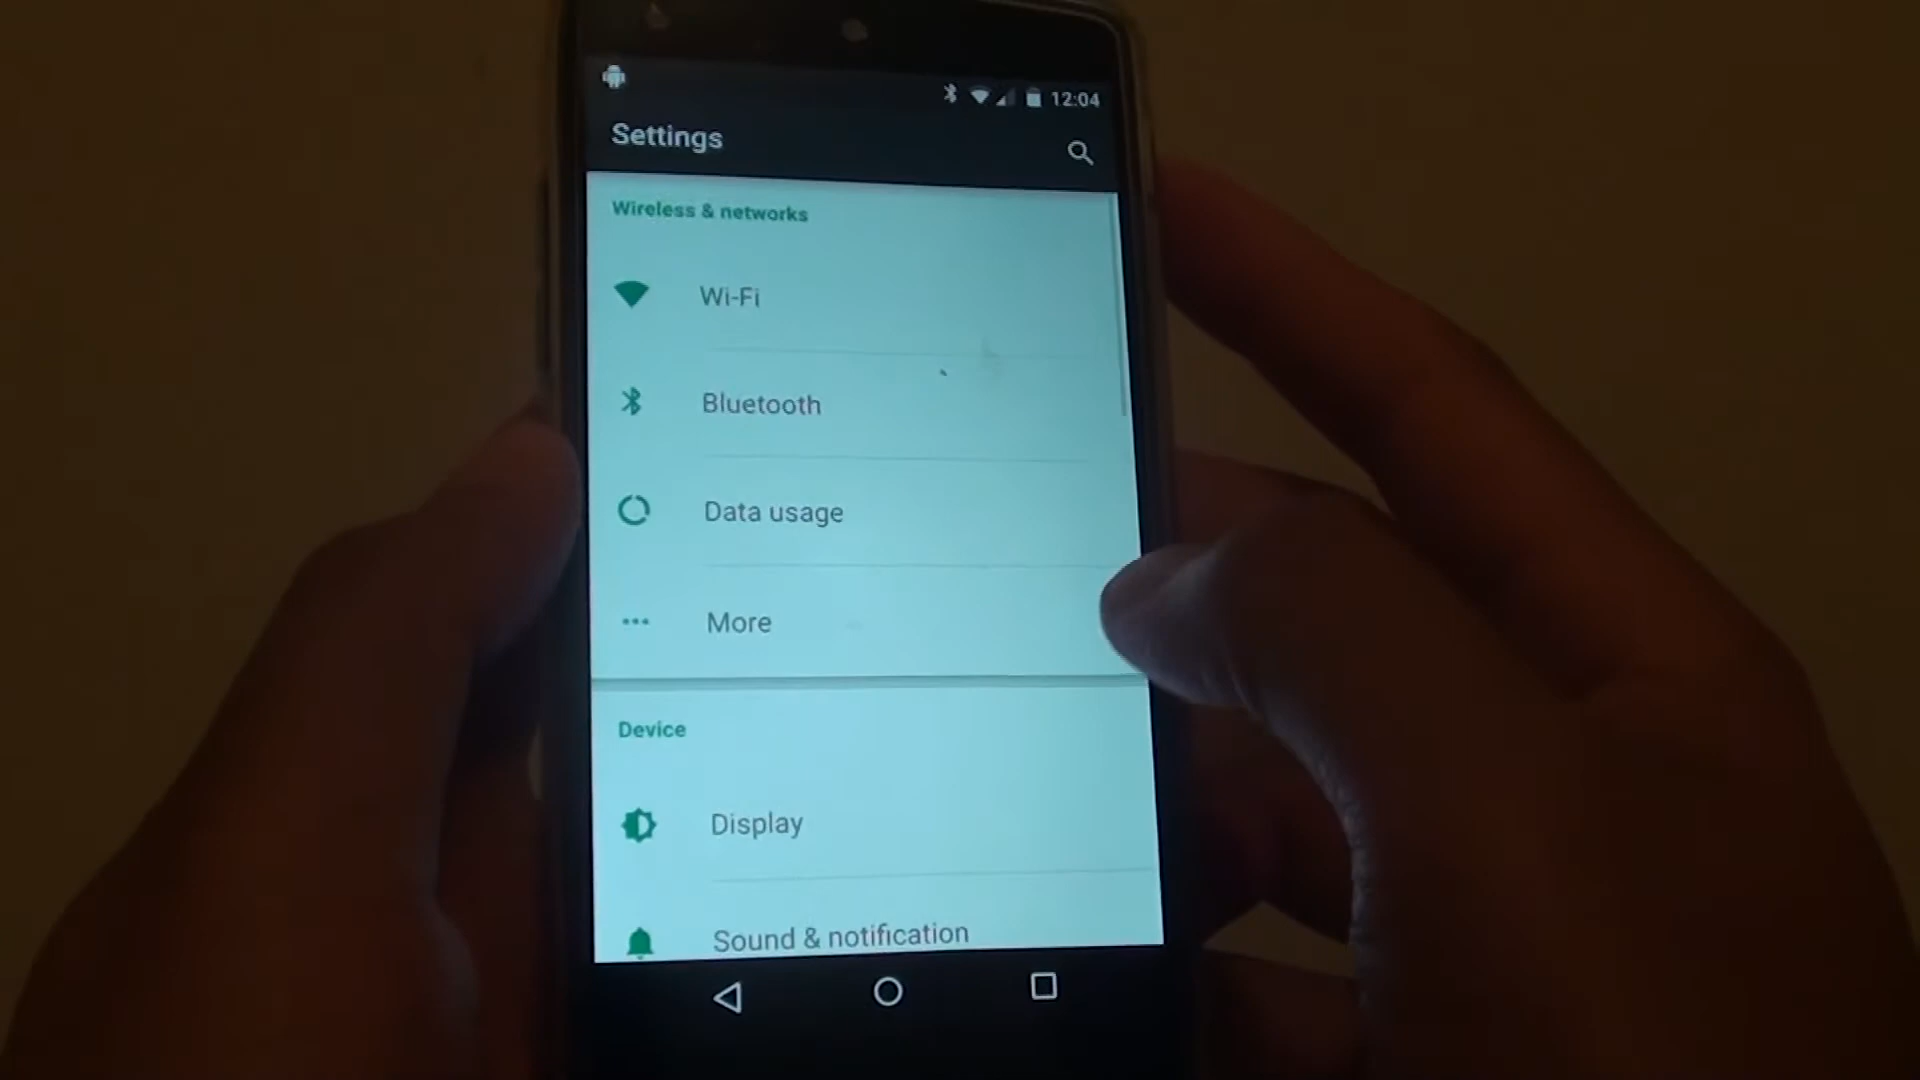 12:04
Settings
Wireless & networks
Wi-Fi
Bluetooth
Data usage
More
Device
Display
Sound & notification